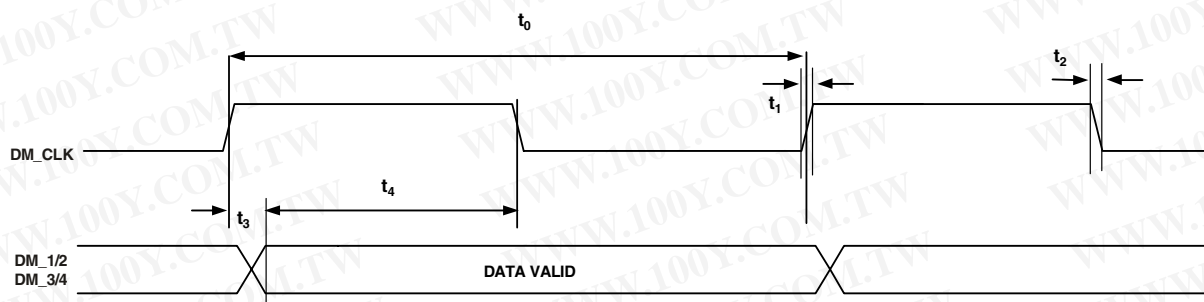 t0
t1
t2
DM_CLK
t4
t3
DM_1/2
DM_3/4
DATA VALID
WWW.100Y.COM.TW